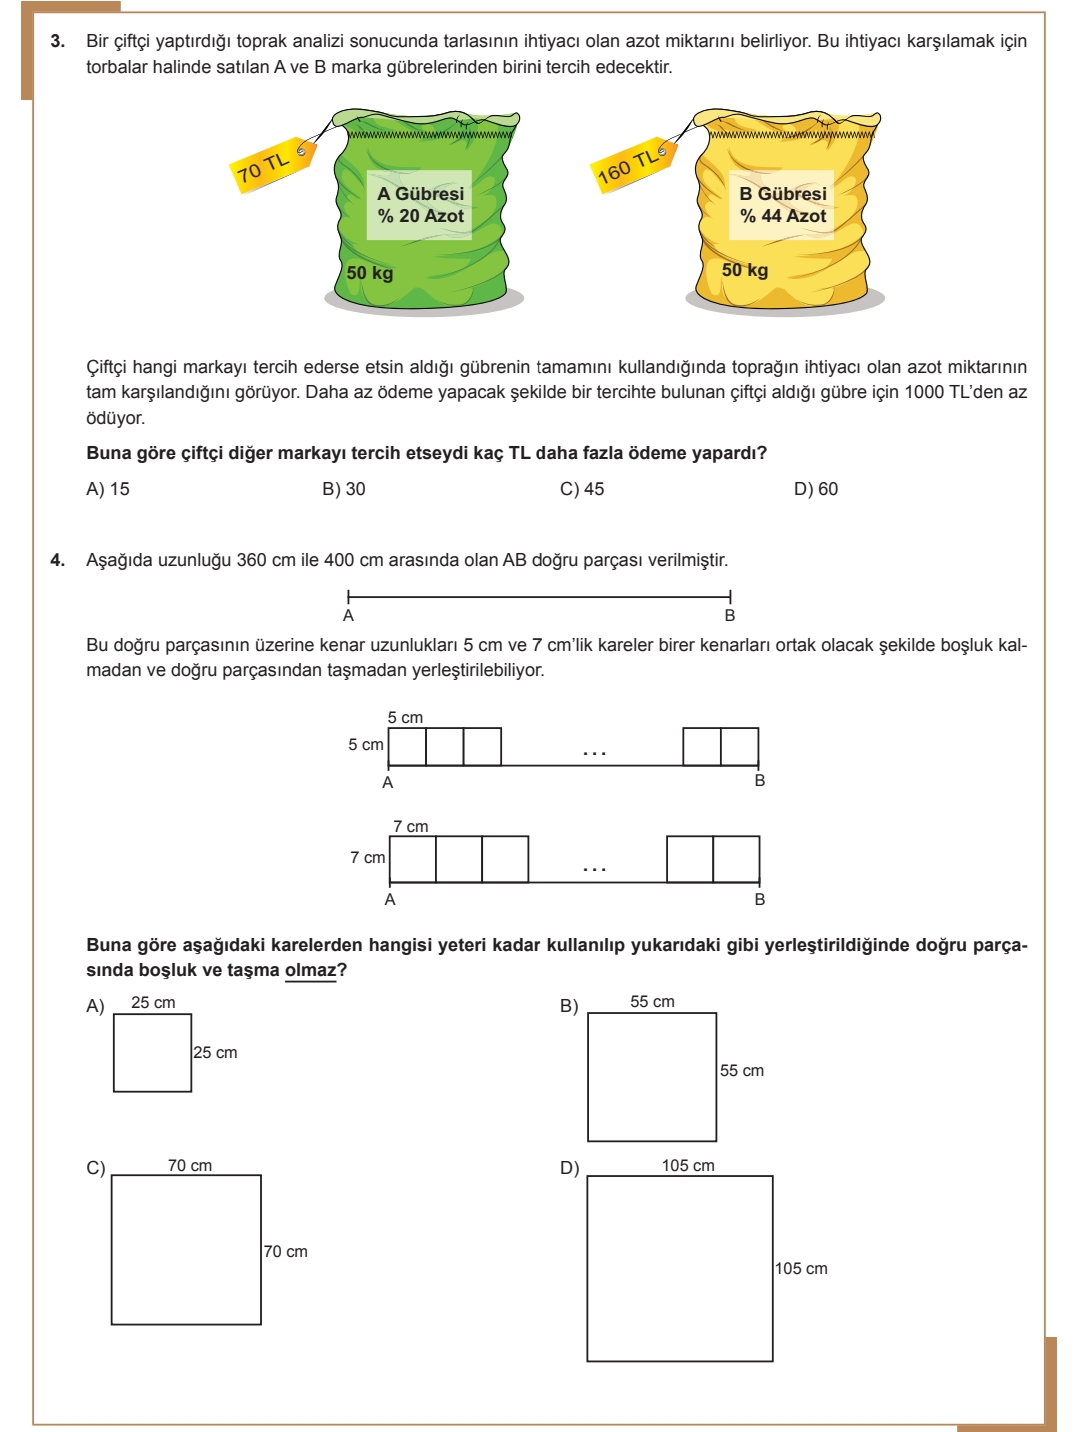 3. Bir çiftçi yaptırdığı toprak analizi sonucunda tarlasının ihtiyacı olan azot miktarını belirliyor. Bu ihtiyacı karşılamak için
torbalar halinde satılan A ve B marka gübrelerinden birini tercih edecektir.
70 TL
160 TL
A Gübresi
% 20 Azot
B Gübresi
% 44 Azot
50 kg
50 kg
Çiftçi hangi markayı tercih ederse etsin aldığı gübrenin tamamını kullandığında toprağın ihtiyacı olan azot miktarının
tam karşılandığını görüyor. Daha az ödeme yapacak şekilde bir tercihte bulunan çiftçi aldığı gübre için 1000 TL'den az
ödüyor.
Buna göre çiftçi diğer markayı tercih etseydi kaç TL daha fazla ödeme yapardı?
A) 15 B) 30 C) 45 D) 60
4. Aşağıda uzunluğu 360 cm ile 400 cm arasında olan AB doğru parçası verilmiştir.
A B
Bu doğru parçasının üzerine kenar uzunlukları 5 cm ve 7 cm'lik kareler birer kenarları ortak olacak şekilde boşluk kal-
madan ve doğru parçasından taşmadan yerleştirilebiliyor.
5 cm
5 cm
...
A B
7 cm
7 cm
...
A B
Buna göre aşağıdaki karelerden hangisi yeteri kadar kullanılıp yukarıdaki gibi yerleştirildiğinde doğru parça-
sında boşluk ve taşma olmaz?
A) 25 cm
25 cm
B) 55 cm
55 cm
C) 70 cm
70 cm
D) 105 cm
105 cm